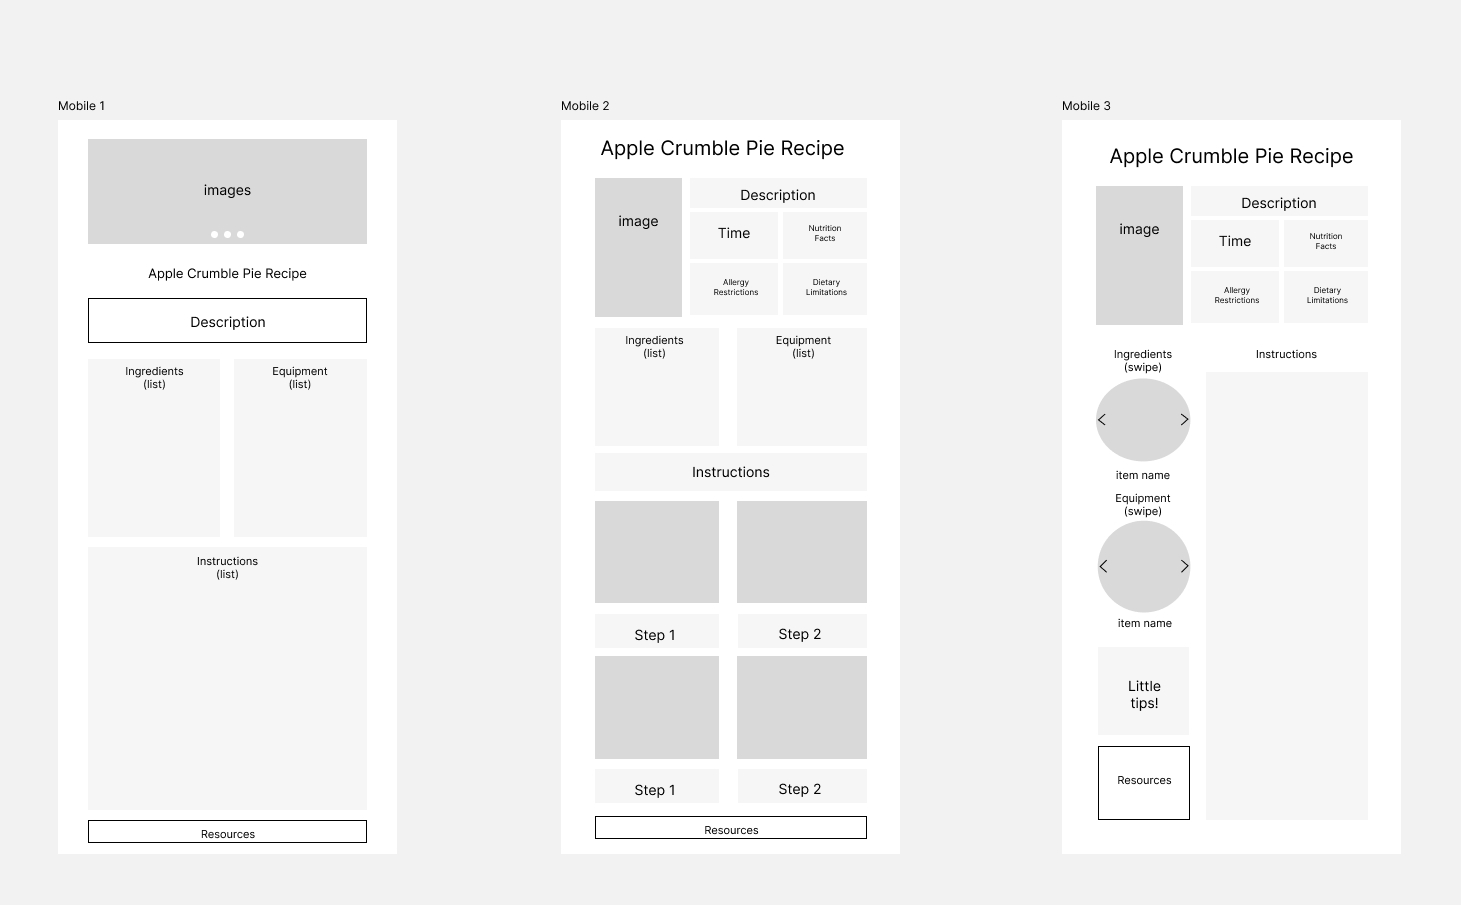 Mobile 1
images
Apple Crumble Pie Recipe
Description
Ingredients
(list)
Equipment
(list)
Instructions
(list)
Resources
Mobile 2
Apple Crumble Pie Recipe
image
Description
Time
Nutrition
Facts
Allergy
Restrictions
Dietary
Limitations
Ingredients
(list)
Equipment
(list)
Instructions
Step 1
Step 2
Step 1
Step 2
Resources
Mobile 3
Apple Crumble Pie Recipe
image
Description
Time
Nutrition
Facts
Allergy
Restrictions
Dietary
Limitations
Ingredients
(swipe)
item name
Equipment
(swipe)
item name
Little
tips!
Resources
Instructions